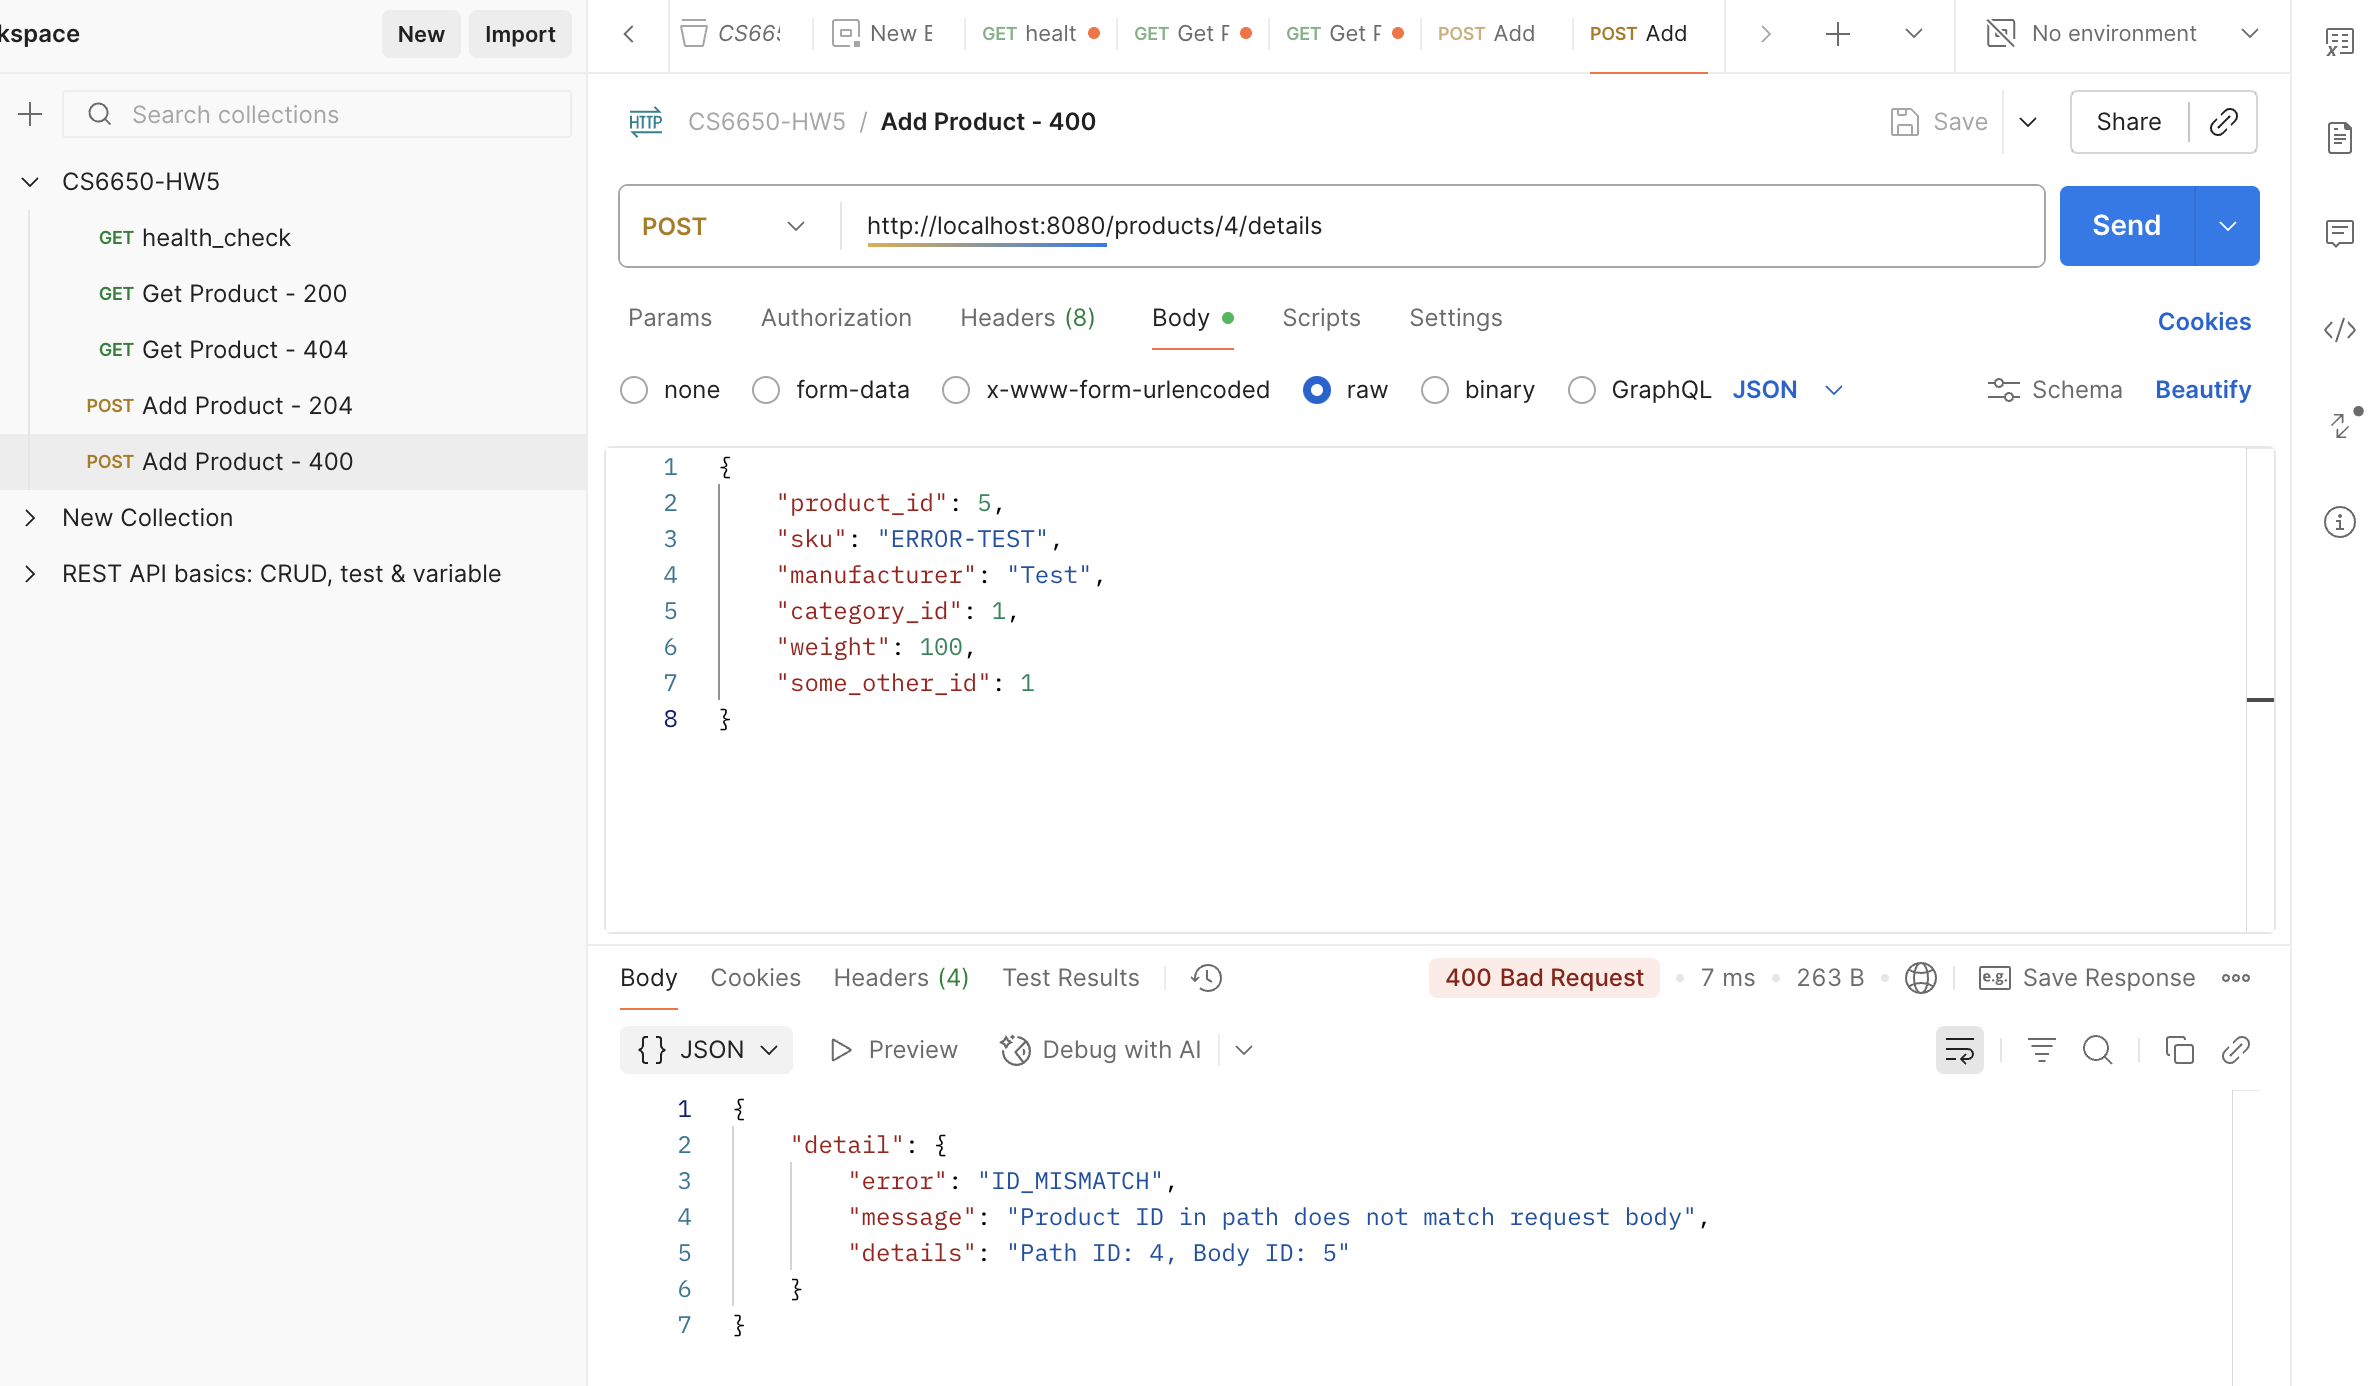 kspace
New
Import
CS66
New E
GET healt
GET Get F
GET Get F
POST Add
POST Add
No environment
Search collections
HTTP CS6650-HW5 / Add Product - 400
Save
Share
CS6650-HW5
GET health_check
GET Get Product - 200
GET Get Product - 404
POST Add Product - 204
POST Add Product - 400
New Collection
REST API basics: CRUD, test & variable
POST
http://localhost:8080/products/4/details
Send
Params
Authorization
Headers (8)
Body
Scripts
Settings
Cookies
none
form-data
x-www-form-urlencoded
raw
binary
GraphQL
JSON
Schema
Beautify
1 {
2 "product_id": 5,
3 "sku": "ERROR-TEST",
4 "manufacturer": "Test",
5 "category_id": 1,
6 "weight": 100,
7 "some_other_id": 1
8 }
Body
Cookies
Headers (4)
Test Results
400 Bad Request
7 ms
263 B
e.g. Save Response
{} JSON
Preview
Debug with AI
1 {
2 "detail": {
3 "error": "ID_MISMATCH",
4 "message": "Product ID in path does not match request body",
5 "details": "Path ID: 4, Body ID: 5"
6 }
7 }